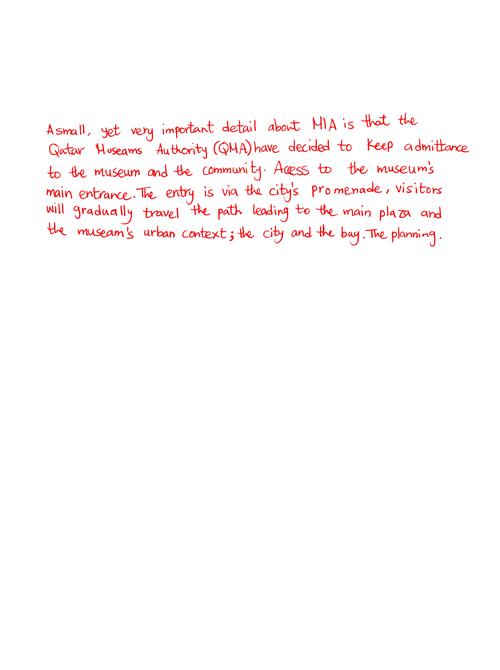 A small, yet very important detail about MIA is that the
Qatar Museams Authority (QMA) have decided to keep admittance
to the museum and the community. Access to the museum's
main entrance. The entry is via the city's promenade, visitors
will gradually travel the path leading to the main plaza and
the museam's urban context; the city and the bay. The planning.